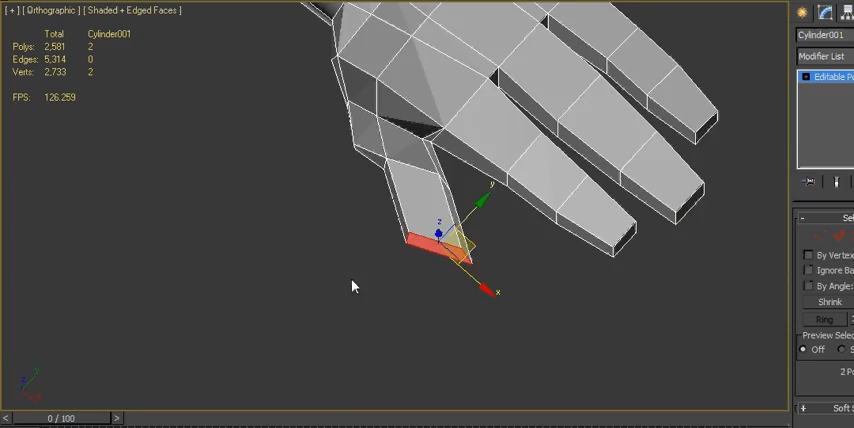 [ + ] [ Orthographic ] [ Shaded + Edged Faces ]
Total Cylinder001
Polys: 2,581 2
Edges: 5,314 0
Verts: 2,733 2
FPS: 126.259
y
z
x
0 / 100
Cylinder001
Modifier List
Editable P
Sel
By Vertex
Ignore Ba
By Angle:
Shrink
Ring
Preview Selec
Off
2 Po
Soft S